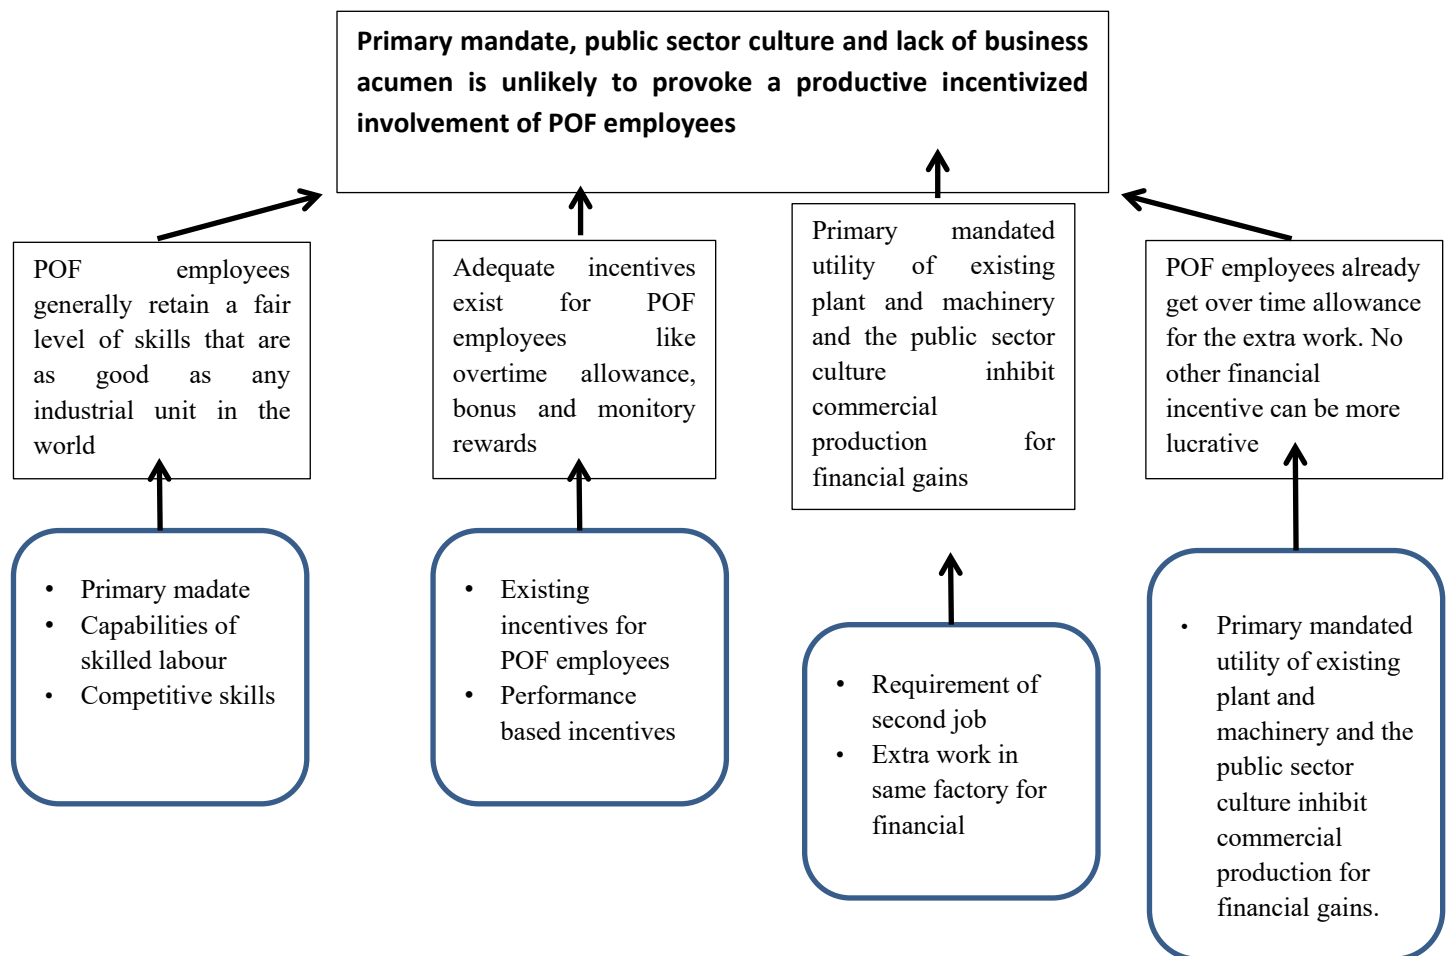 Primary mandate, public sector culture and lack of business
acumen is unlikely to provoke a productive incentivized
involvement of POF employees
POF employees
generally retain a fair
level of skills that are
as good as any
industrial unit in the
world
Adequate incentives
exist for POF
employees like
overtime allowance,
bonus and monitory
rewards
Primary mandated
utility of existing
plant and machinery
and the public sector
culture inhibit
commercial
production for
financial gains
POF employees already
get over time allowance
for the extra work. No
other financial
incentive can be more
lucrative
• Primary madate
• Capabilities of
skilled labour
• Competitive skills
• Existing
incentives for
POF employees
• Performance
based incentives
• Requirement of
second job
• Extra work in
same factory for
financial
• Primary mandated
utility of existing
plant and
machinery and the
public sector
culture inhibit
commercial
production for
financial gains.